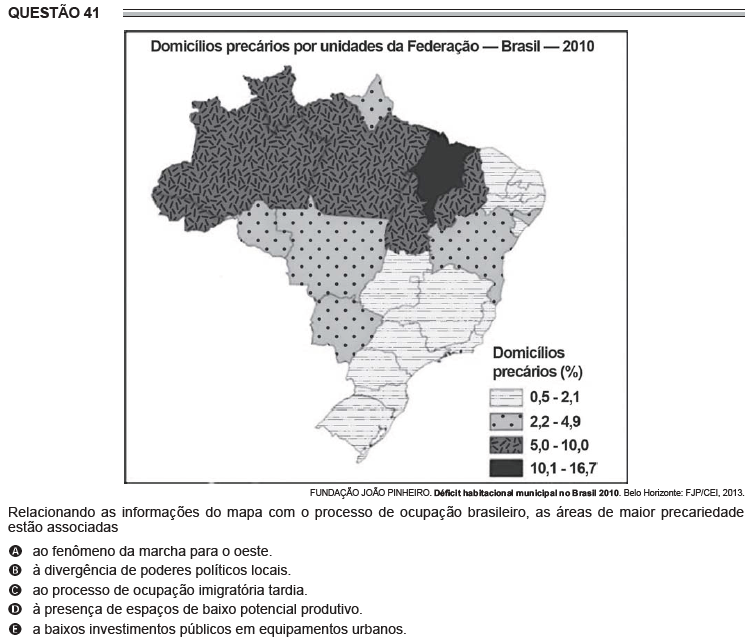 QUESTÃO 41
Domicílios precários por unidades da Federação — Brasil — 2010
Domicílios
precários (%)
0,5 - 2,1
2,2 - 4,9
5,0 - 10,0
10,1 - 16,7
FUNDAÇÃO JOÃO PINHEIRO. Déficit habitacional municipal no Brasil 2010. Belo Horizonte: FJP/CEI, 2013.
Relacionando as informações do mapa com o processo de ocupação brasileiro, as áreas de maior precariedade
estão associadas
A ao fenômeno da marcha para o oeste.
B à divergência de poderes políticos locais.
C ao processo de ocupação imigratória tardia.
D à presença de espaços de baixo potencial produtivo.
E a baixos investimentos públicos em equipamentos urbanos.